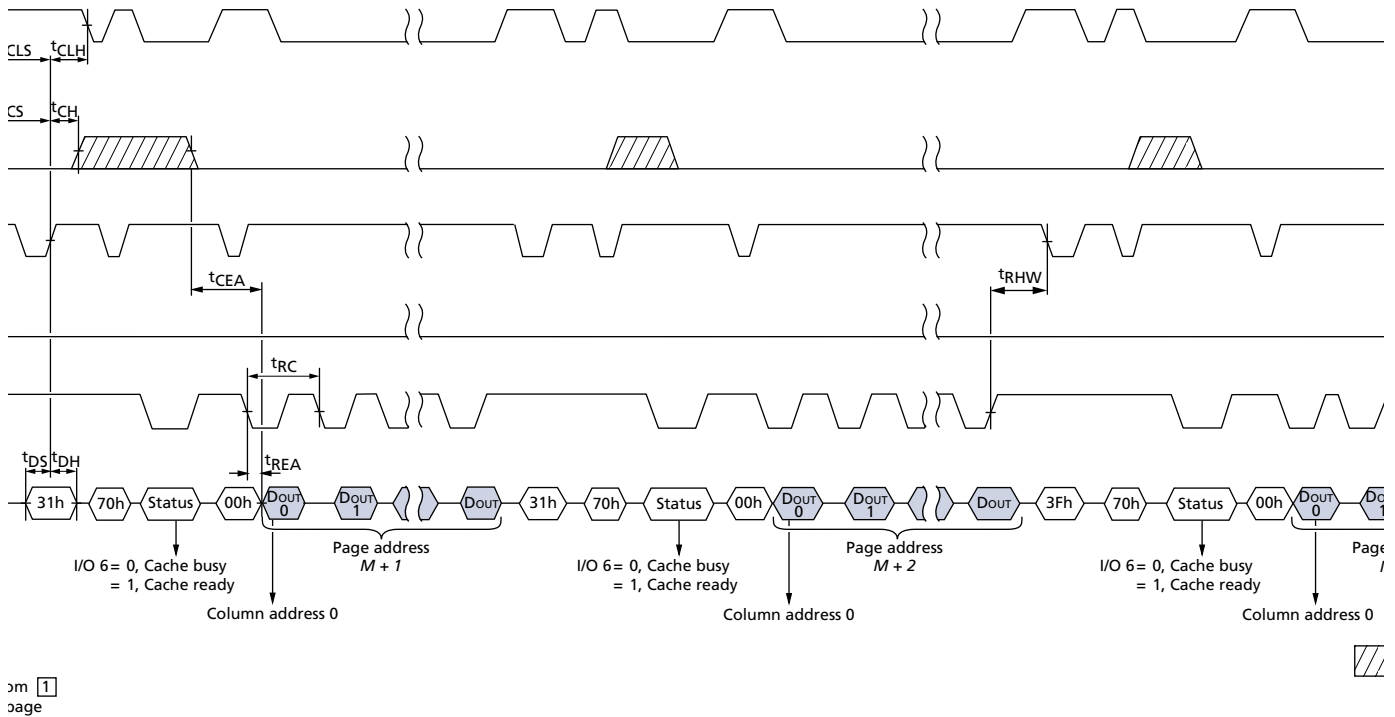 CLS tCLH
CS tCH
tCEA
tRHW
tRC
tDS tDH
tREA
31h 70h Status 00h DOUT 0 DOUT 1 DOUT 31h 70h Status 00h DOUT 0 DOUT 1 DOUT 3Fh 70h Status 00h DOUT 0
Page address
M + 1
Page address
M + 2
I/O 6 = 0, Cache busy
= 1, Cache ready
I/O 6 = 0, Cache busy
= 1, Cache ready
I/O 6 = 0, Cache busy
= 1, Cache ready
Column address 0
Column address 0
Column address 0
1